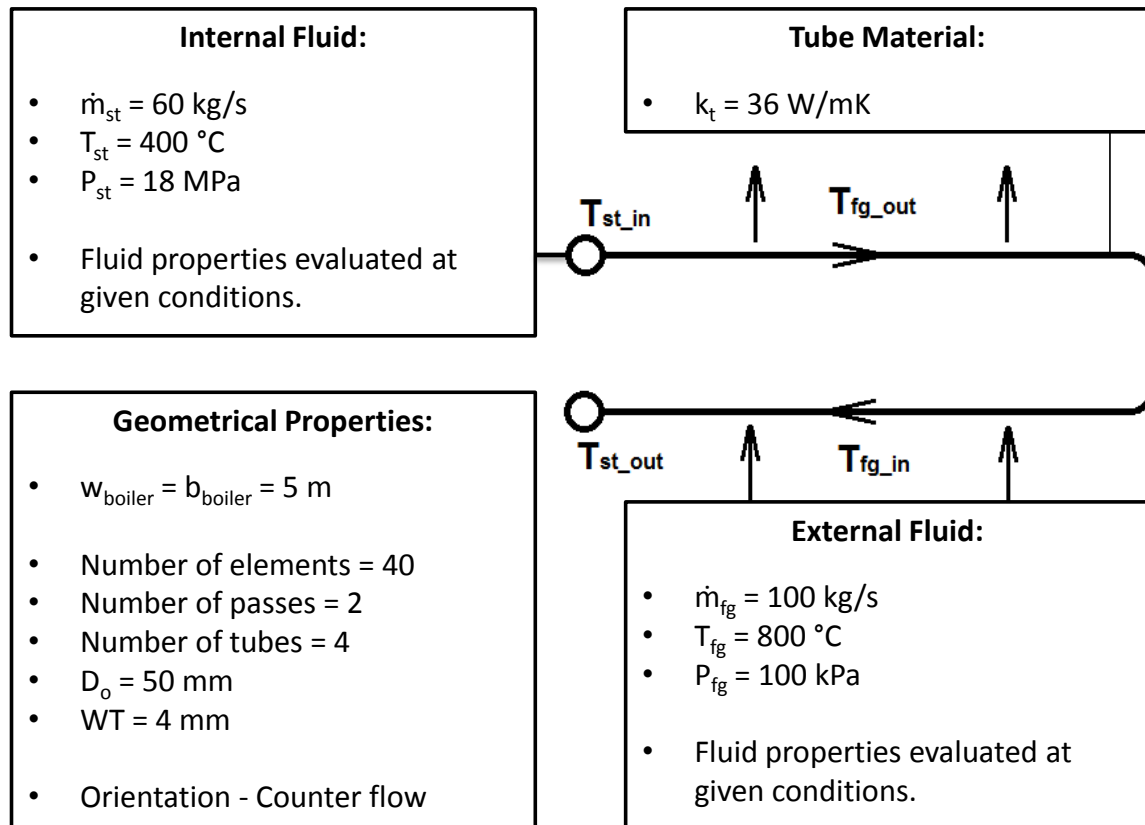 Internal Fluid:
• ṁst = 60 kg/s
• Tst = 400 °C
• Pst = 18 MPa
• Fluid properties evaluated at
given conditions.
Tube Material:
• kt = 36 W/mK
Tst_in
Tfg_out
Geometrical Properties:
• wboiler = bboiler = 5 m
• Number of elements = 40
• Number of passes = 2
• Number of tubes = 4
• Do = 50 mm
• WT = 4 mm
• Orientation - Counter flow
Tst_out
Tfg_in
External Fluid:
• ṁfg = 100 kg/s
• Tfg = 800 °C
• Pfg = 100 kPa
• Fluid properties evaluated at
given conditions.